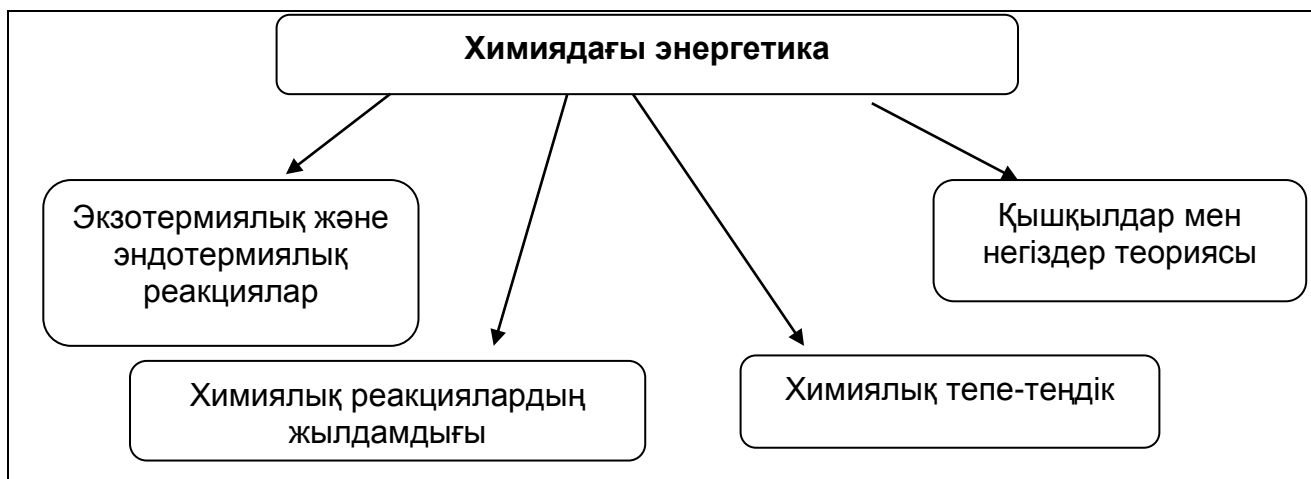 Химиядағы энергетика
Экзотермиялық және
эндотермиялық
реакциялар
Қышқылдар мен
негіздер теориясы
Химиялық реакциялардың
жылдамдығы
Химиялық тепе-теңдік